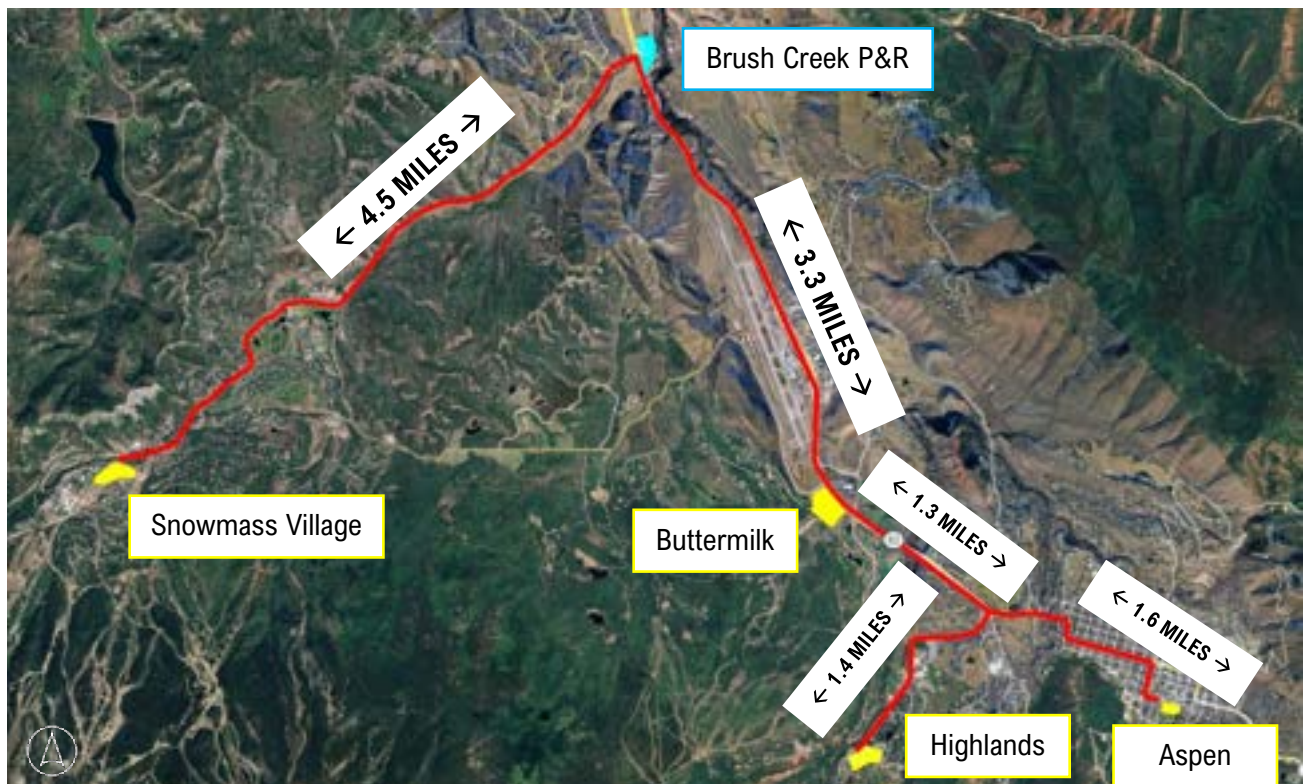 Brush Creek P&R
← 4.5 MILES →
← 3.3 MILES →
Snowmass Village
Buttermilk
← 1.3 MILES →
← 1.4 MILES →
← 1.6 MILES →
Highlands
Aspen